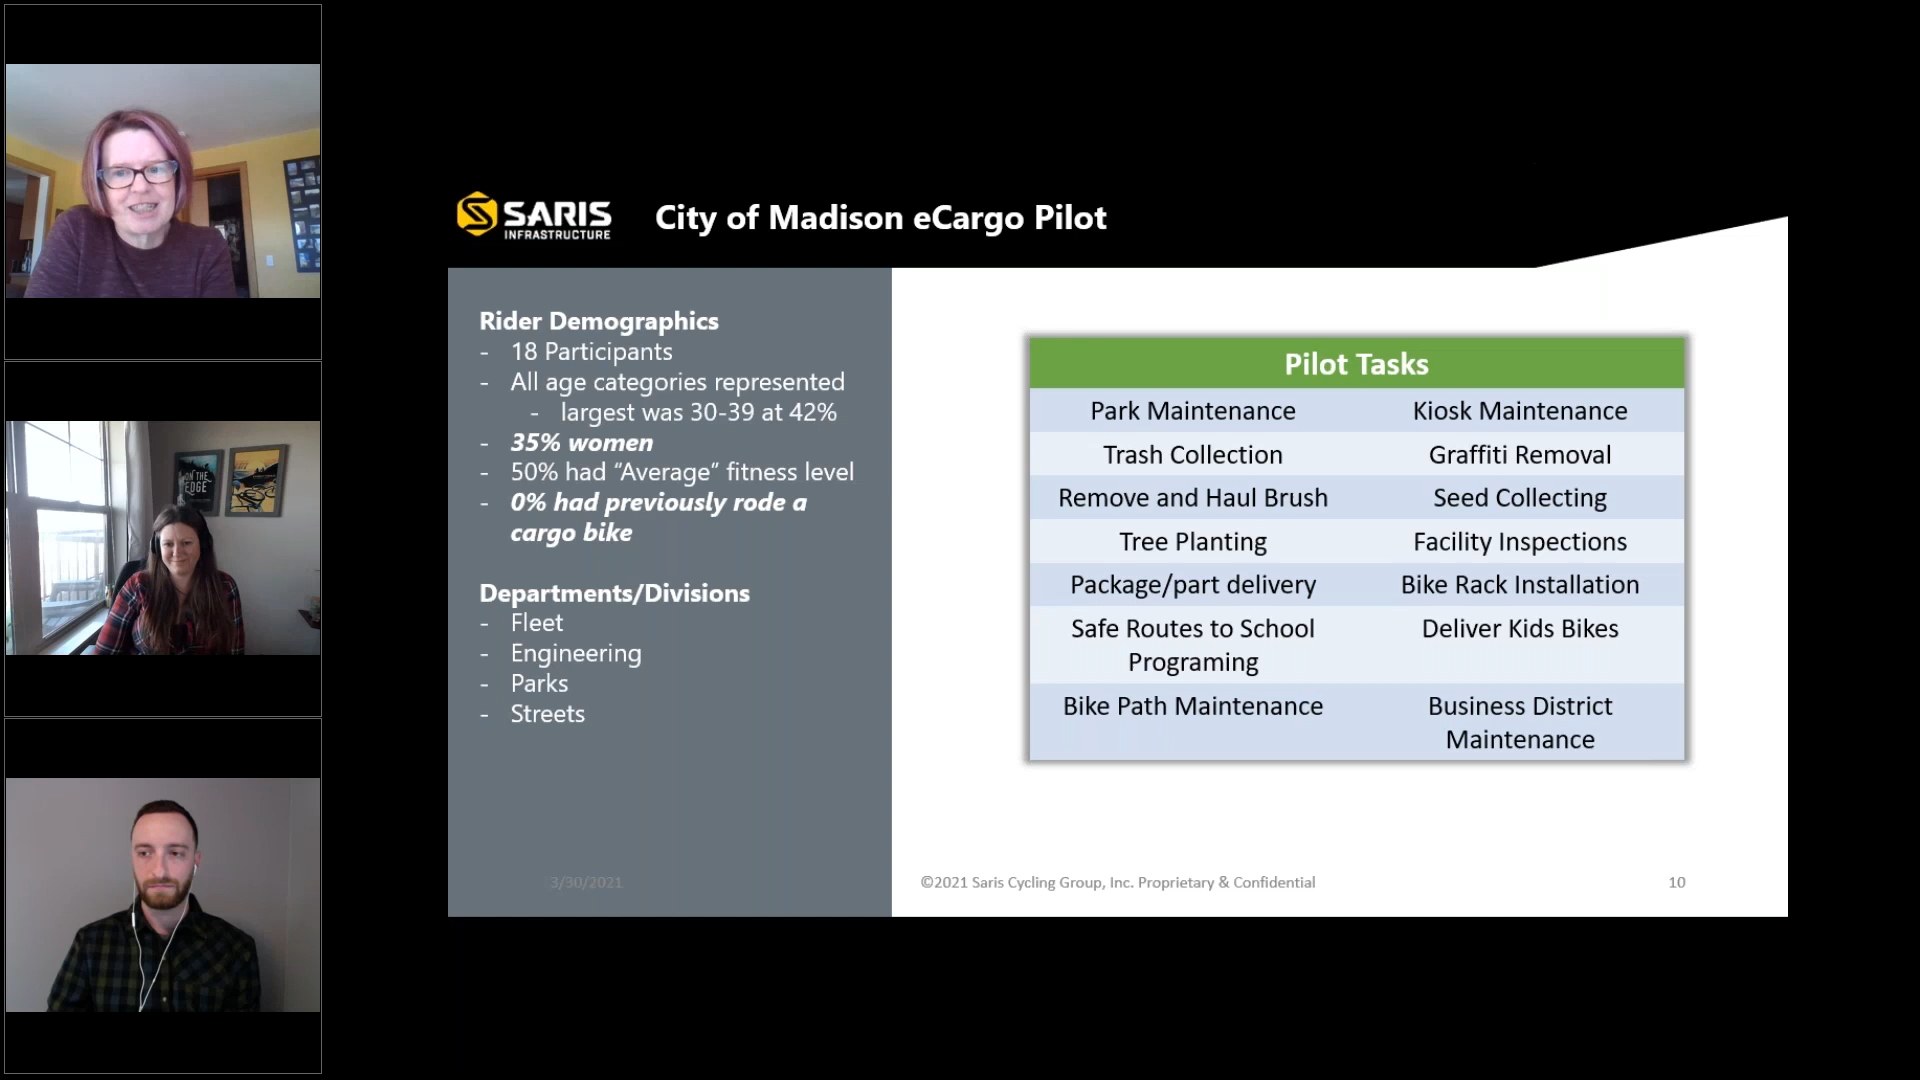 SARIS
INFRASTRUCTURE
City of Madison eCargo Pilot
Rider Demographics
- 18 Participants
- All age categories represented
- largest was 30-39 at 42%
- 35% women
- 50% had “Average” fitness level
- 0% had previously rode a
cargo bike
Departments/Divisions
- Fleet
- Engineering
- Parks
- Streets
Pilot Tasks
Park Maintenance Kiosk Maintenance
Trash Collection Graffiti Removal
Remove and Haul Brush Seed Collecting
Tree Planting Facility Inspections
Package/part delivery Bike Rack Installation
Safe Routes to School Deliver Kids Bikes
Programing
Bike Path Maintenance Business District
Maintenance
3/30/2021
©2021 Saris Cycling Group, Inc. Proprietary & Confidential
10
ON THE
EDGE